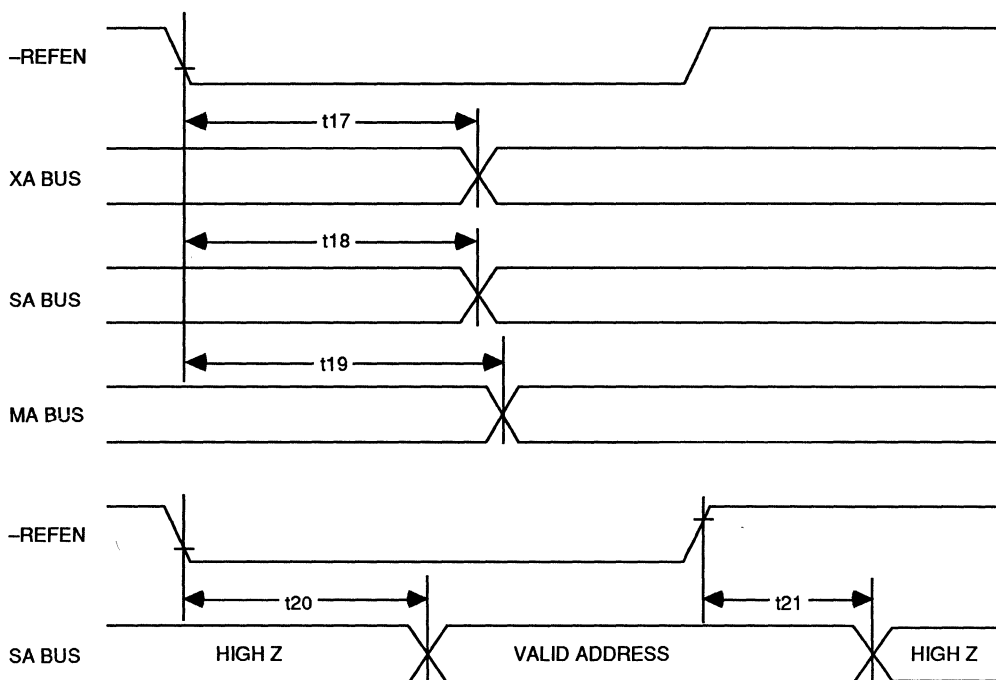 –REFEN
t17
XA BUS
t18
SA BUS
t19
MA BUS
–REFEN
t20
t21
SA BUS
HIGH Z
VALID ADDRESS
HIGH Z